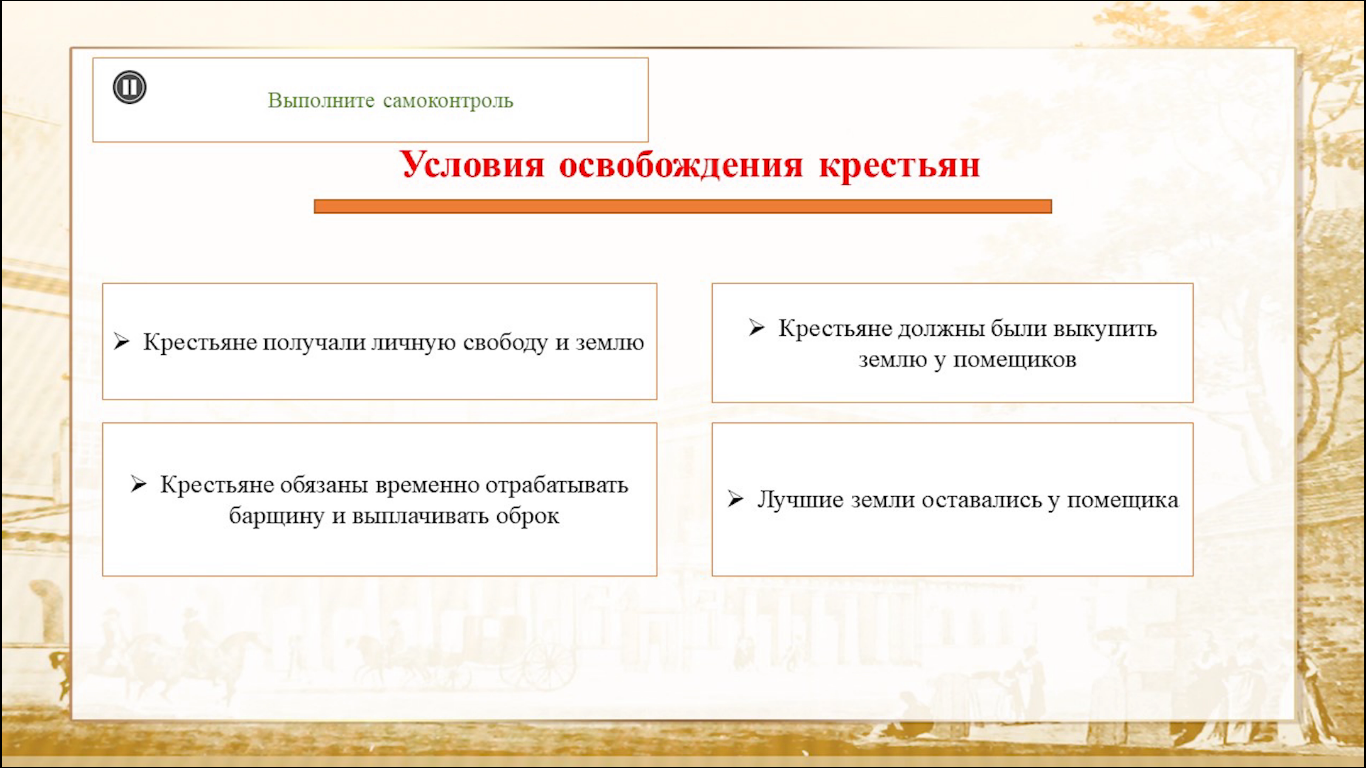 Выполните самоконтроль
Условия освобождения крестьян
➢ Крестьяне получали личную свободу и землю
➢ Крестьяне должны были выкупить
землю у помещиков
➢ Крестьяне обязаны временно отрабатывать
барщину и выплачивать оброк
➢ Лучшие земли оставались у помещика